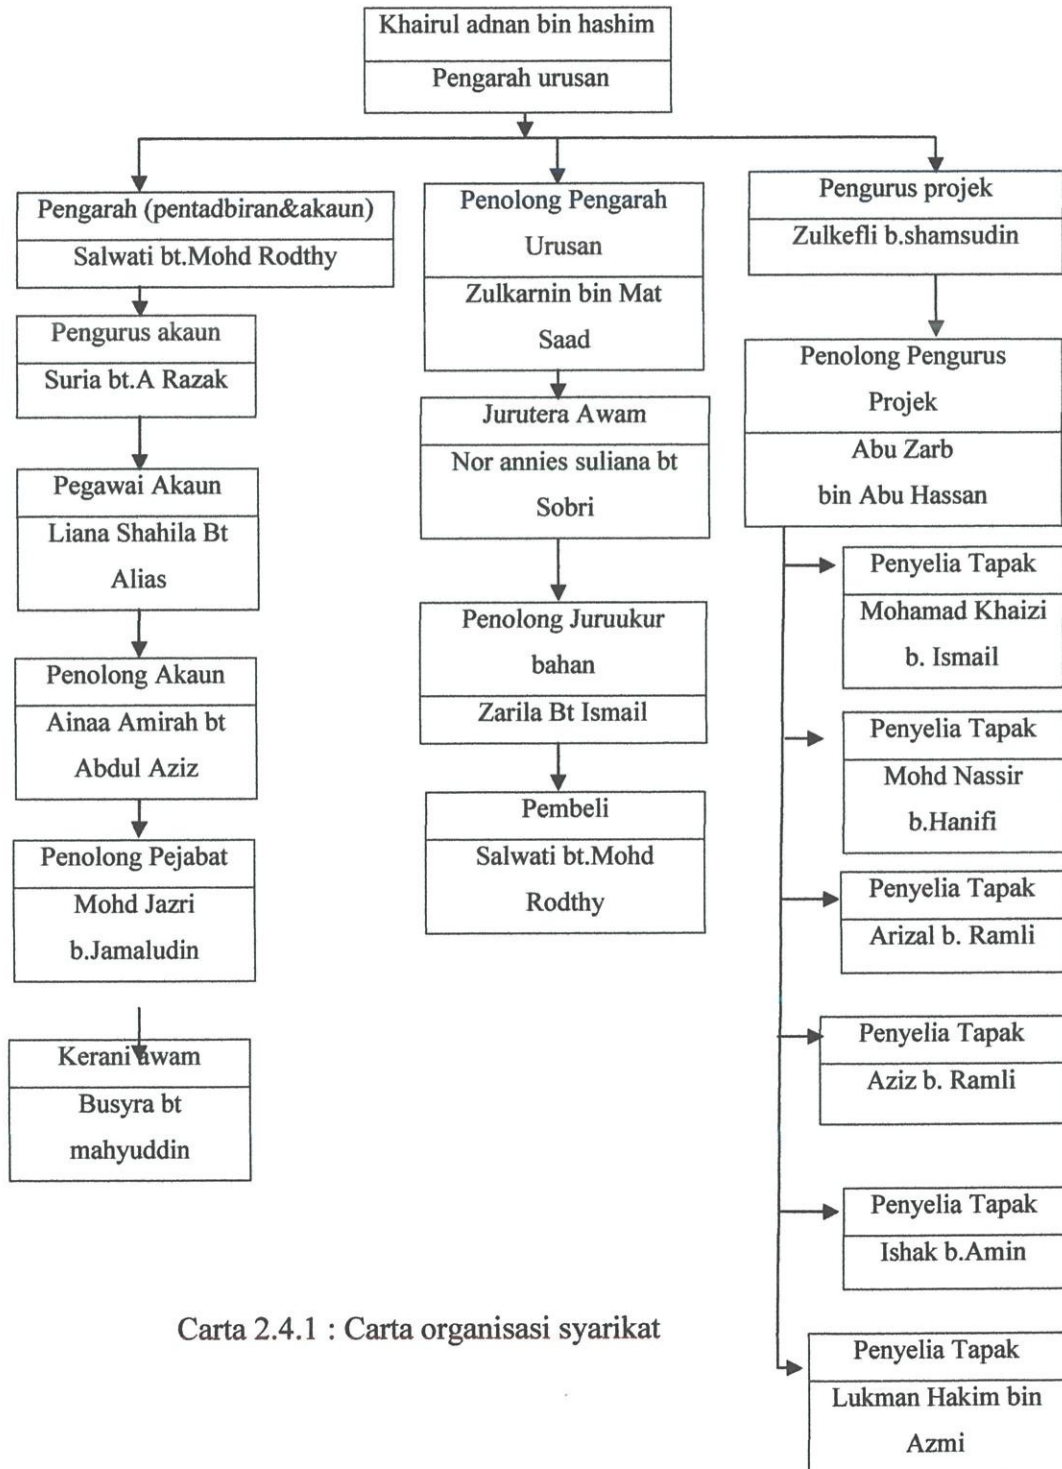 Khairul adnan bin hashim
Pengarah urusan
Pengarah (pentadbiran&akaun)
Salwati bt.Mohd Rodthy
Pengurus akaun
Suria bt.A Razak
Pegawai Akaun
Liana Shahila Bt
Alias
Penolong Akaun
Ainaa Amirah bt
Abdul Aziz
Penolong Pejabat
Mohd Jazri
b.Jamaludin
Kerani awam
Busyra bt
mahyuddin
Penolong Pengarah
Urusan
Zulkarnin bin Mat
Saad
Jurutera Awam
Nor annies suliana bt
Sobri
Penolong Juruukur
bahan
Zarila Bt Ismail
Pembeli
Salwati bt.Mohd
Rodthy
Pengurus projek
Zulkefli b.shamsudin
Penolong Pengurus
Projek
Abu Zarb
bin Abu Hassan
Penyelia Tapak
Mohamad Khaizi
b. Ismail
Penyelia Tapak
Mohd Nassir
b.Hanifi
Penyelia Tapak
Arizal b. Ramli
Penyelia Tapak
Aziz b. Ramli
Penyelia Tapak
Ishak b.Amin
Penyelia Tapak
Lukman Hakim bin
Azmi
Carta 2.4.1 : Carta organisasi syarikat